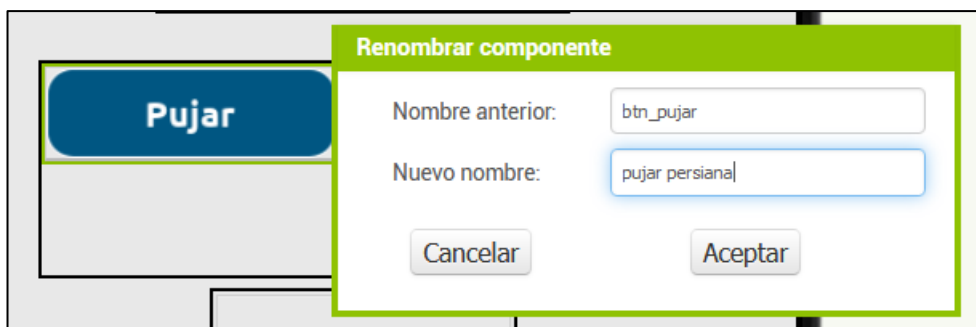 Renombrar componente
Pujar
Nombre anterior: btn_pujar
Nuevo nombre: pujar persiana
Cancelar Aceptar